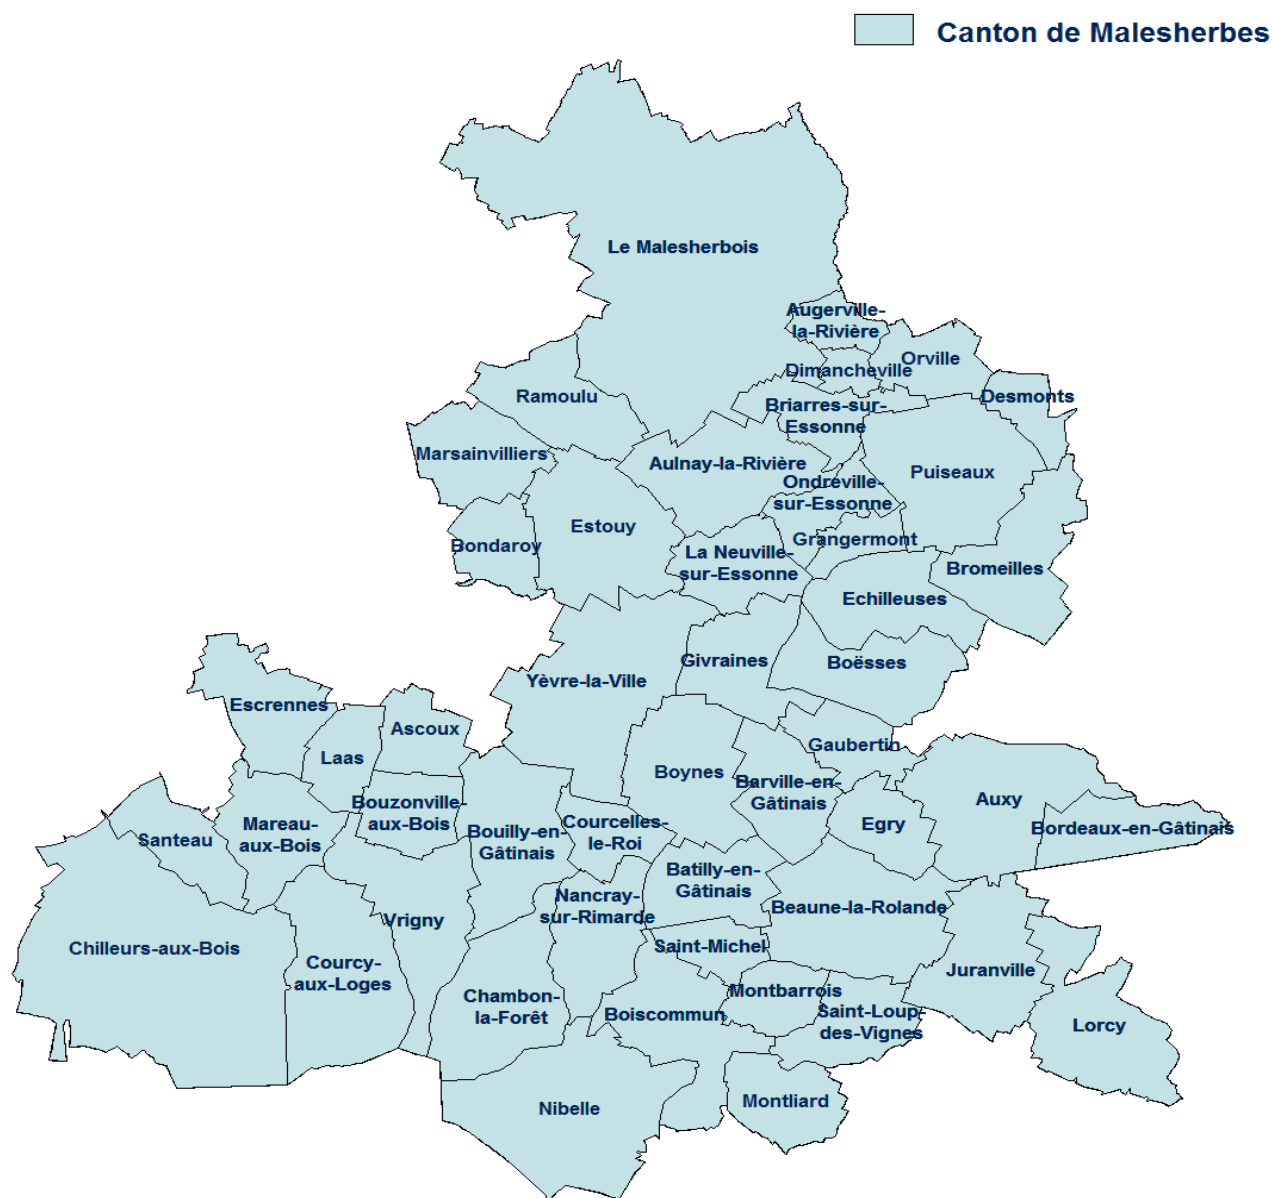 Canton de Malesherbes
Le Malesherbois
Augerville-
la-Rivière
Dimancheville
Orville
Ramoulu
Briarres-sur-
Essonne
Desmonts
Marsainvilliers
Aulnay-la-Rivière
Puiseaux
Ondreville-
sur-Essonne
Estouy
Bondaroy
La Neuville-
sur-Essonne
Grangermont
Bromeilles
Echilleuses
Givraines
Boësses
Yèvre-la-Ville
Escrennes
Ascoux
Laas
Gaubertin
Boynes
Barville-en-
Gâtinais
Auxy
Bouzonville-
aux-Bois
Mareau-
aux-Bois
Santeau
Bouilly-en-
Gâtinais
Courcelles-
le-Roi
Egry
Bordeaux-en-Gâtinais
Batilly-en-
Gâtinais
Nancray-
sur-Rimarde
Beaune-la-Rolande
Vrigny
Chilleurs-aux-Bois
Courcy-
aux-Loges
Saint-Michel
Juranville
Montbarrois
Chambon-
la-Forêt
Boiscommun
Saint-Loup-
des-Vignes
Lorcy
Nibelle
Montliard